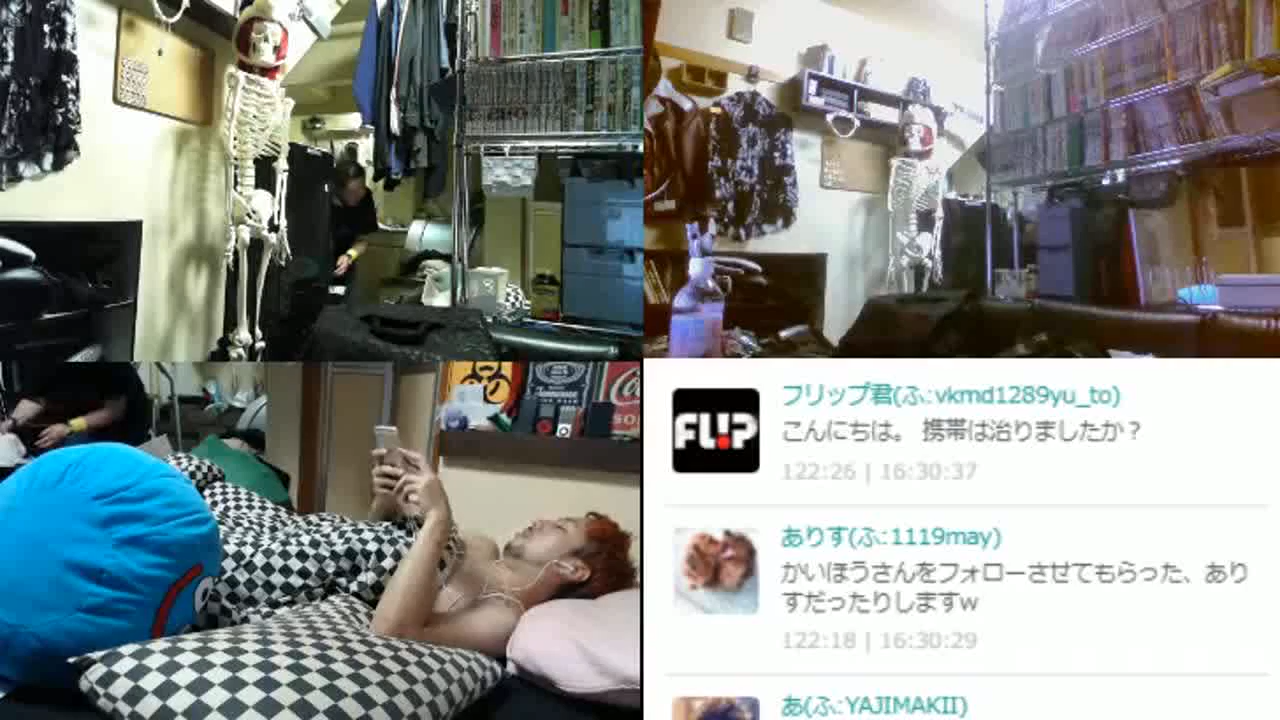 Coca
フリップ君(ふ:vkmd1289yu_to)
FL!P
こんにちは。 携帯は治りましたか？
122:26 | 16:30:37
ありす(ふ:1119may)
かいほうさんをフォローさせてもらった、あり
すだったりしますw
122:18 | 16:30:29
あ(ふ:YAJIMAKII)